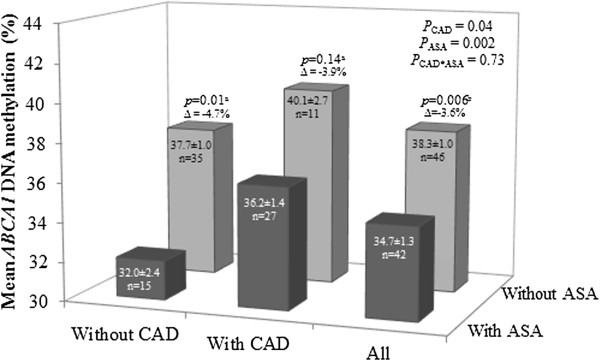 Mean ABCA1 DNA methylation (%)
44
42
40
38
36
34
32
30
P_CAD = 0.04
P_ASA = 0.002
P_CAD*ASA = 0.73
p=0.01ᵃ
Δ = -4.7%
p=0.14ᵃ
Δ = -3.9%
p=0.006ᵇ
Δ = -3.6%
37.7±1.0
n=35
40.1±2.7
n=11
38.3±1.0
n=46
32.0±2.4
n=15
36.2±1.4
n=27
34.7±1.3
n=42
Without CAD
With CAD
All
With ASA
Without ASA